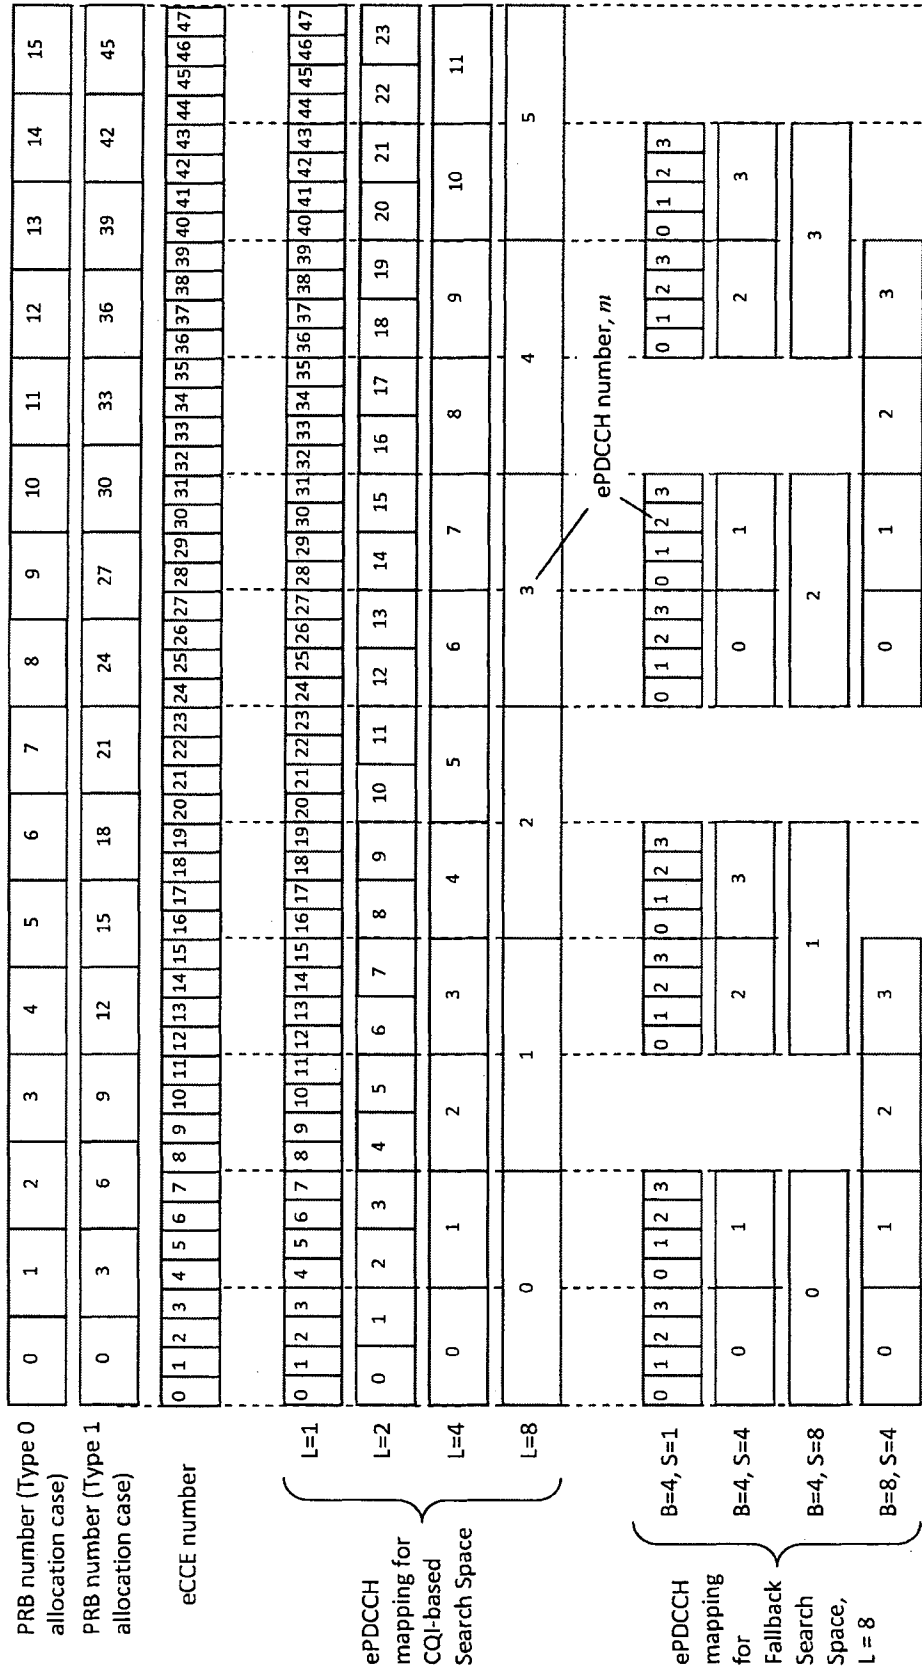 PRB number (Type 0
allocation case)
0 1 2 3 4 5 6 7 8 9 10 11 12 13 14 15
PRB number (Type 1
allocation case)
0 3 6 9 12 15 18 21 24 27 30 33 36 39 42 45
eCCE number
0 1 2 3 4 5 6 7 8 9 10 11 12 13 14 15 16 17 18 19 20 21 22 23 24 25 26 27 28 29 30 31 32 33 34 35 36 37 38 39 40 41 42 43 44 45 46 47
ePDCCH
mapping for
CQI-based
Search Space
L=1
0 1 2 3 4 5 6 7 8 9 10 11 12 13 14 15 16 17 18 19 20 21 22 23 24 25 26 27 28 29 30 31 32 33 34 35 36 37 38 39 40 41 42 43 44 45 46 47
L=2
0 1 2 3 4 5 6 7 8 9 10 11 12 13 14 15 16 17 18 19 20 21 22 23
L=4
0 1 2 3 4 5 6 7 8 9 10 11
L=8
0 1 2 3 4 5
ePDCCH number, m
ePDCCH
mapping
for
Fallback
Search
Space,
L = 8
B=4, S=1
0 1 2 3 0 1 2 3 0 1 2 3 0 1 2 3 0 1 2 3 0 1 2 3 0 1 2 3 0 1 2 3
B=4, S=4
0 1 2 3 0 1 2 3
B=4, S=8
0 1 2 3
B=8, S=4
0 1 2 3 0 1 2 3